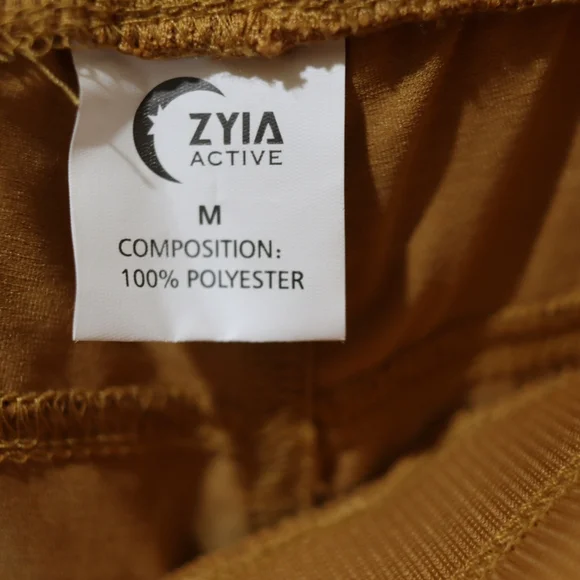 ZYIA
ACTIVE
M
COMPOSITION:
100% POLYESTER